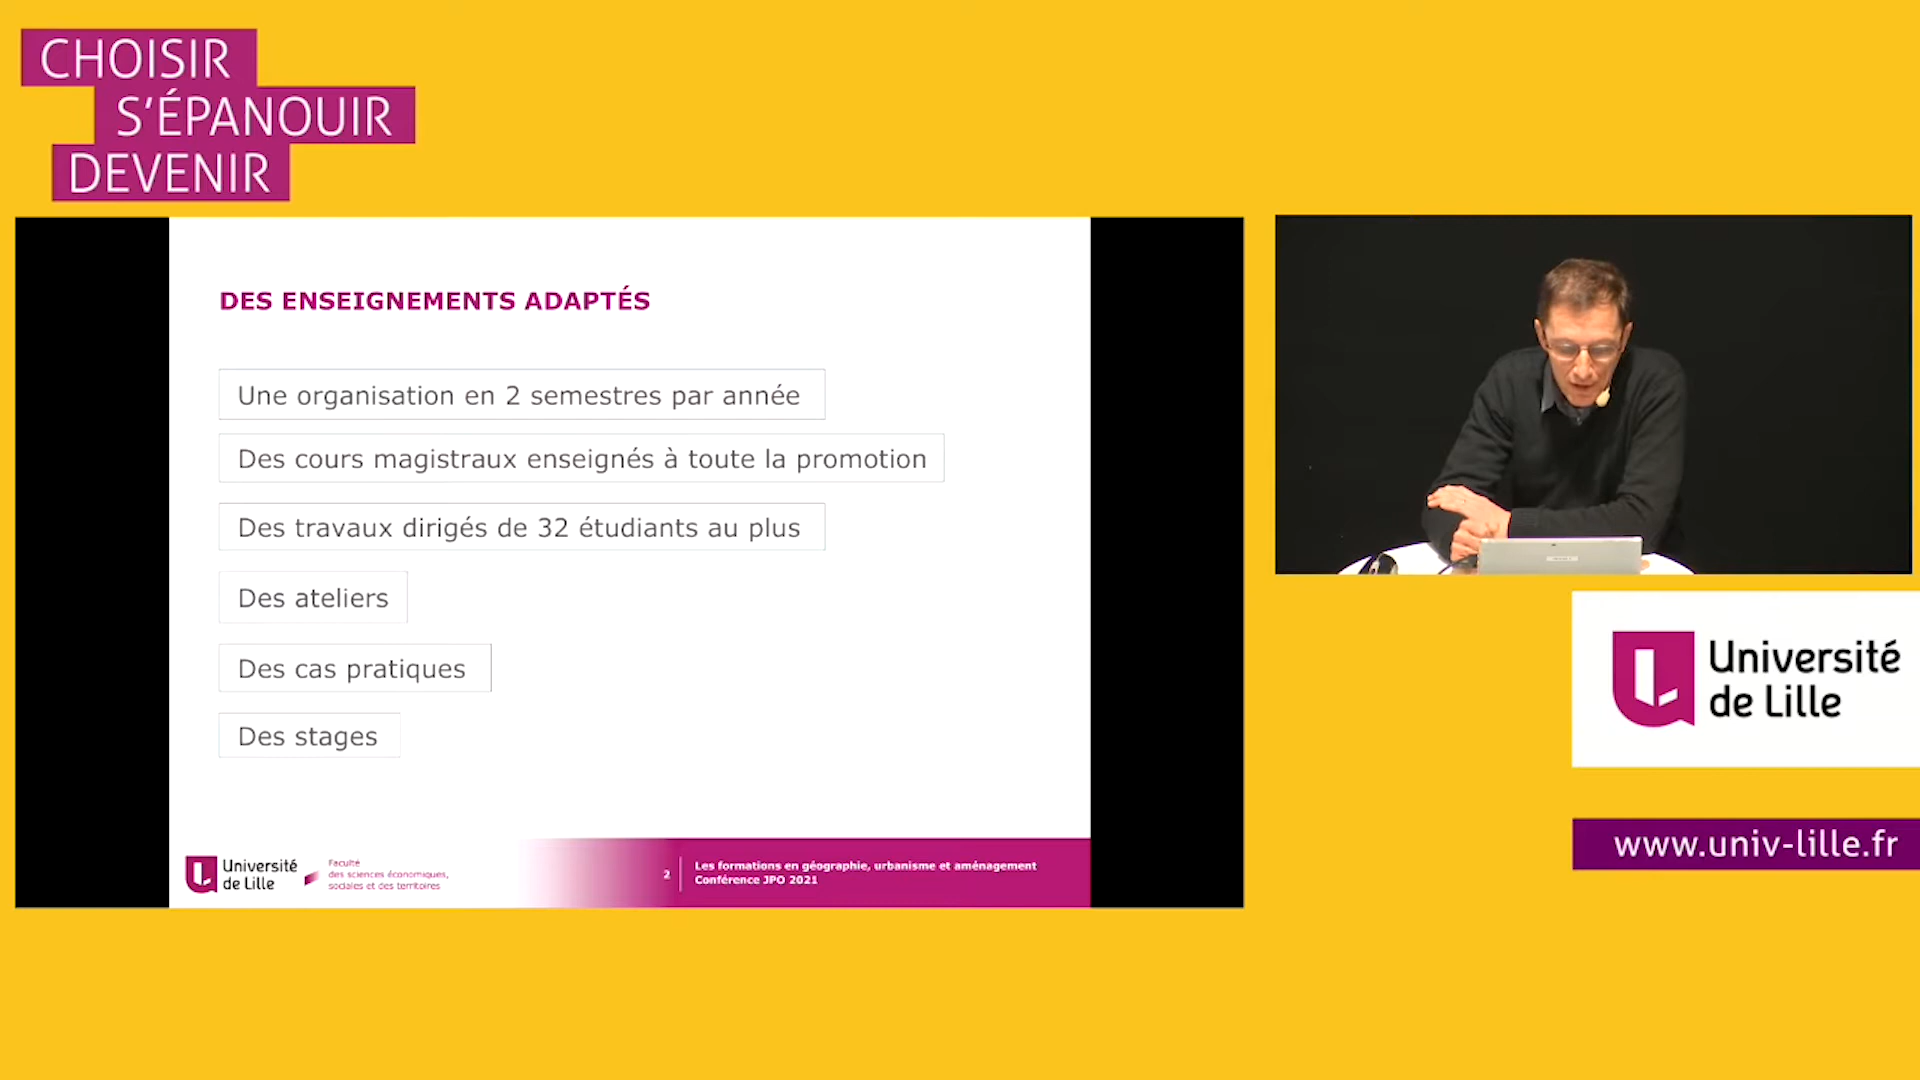 CHOISIR
S'ÉPANOUIR
DEVENIR
DES ENSEIGNEMENTS ADAPTÉS
Une organisation en 2 semestres par année
Des cours magistraux enseignés à toute la promotion
Des travaux dirigés de 32 étudiants au plus
Des ateliers
Des cas pratiques
Des stages
Université
de Lille
Faculté
des sciences économiques,
sociales et des territoires
2
Les formations en géographie, urbanisme et aménagement
Conférence JPO 2021
Université
de Lille
www.univ-lille.fr